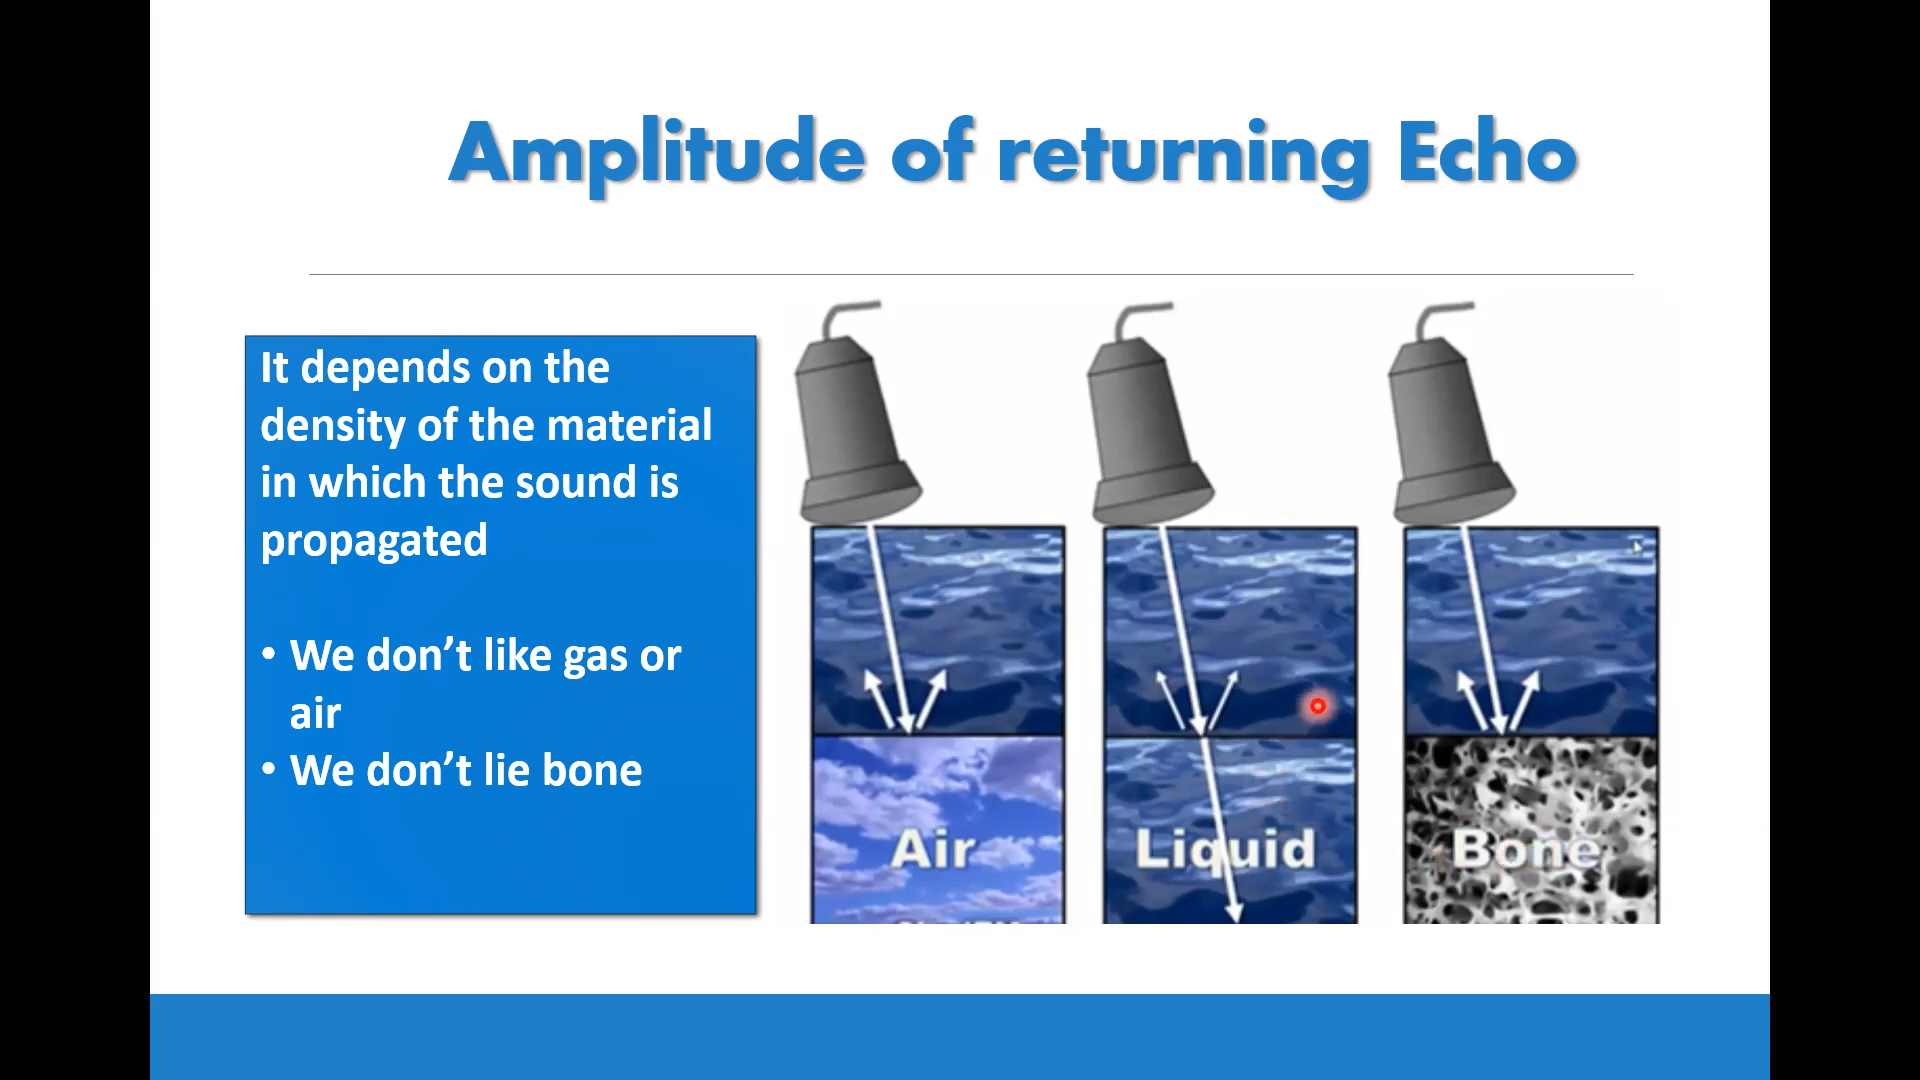 Amplitude of returning Echo
It depends on the
density of the material
in which the sound is
propagated
• We don’t like gas or
air
• We don’t lie bone
Air
Liquid
Bone